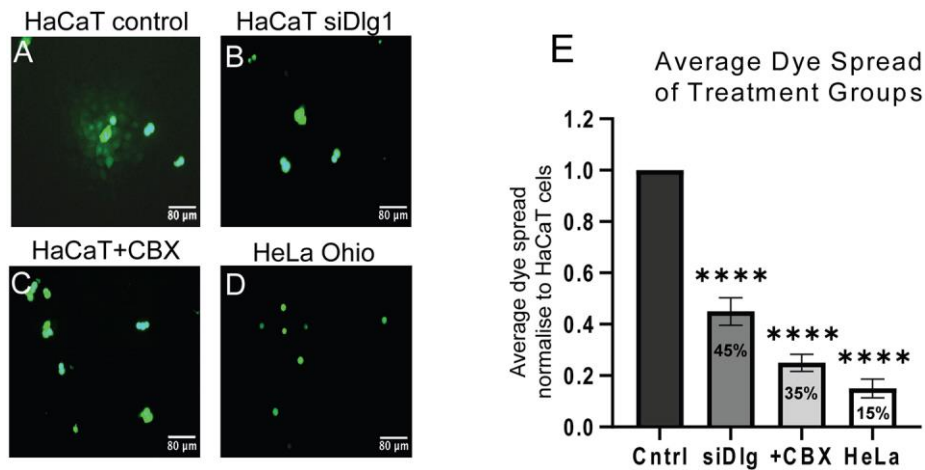 HaCaT control
HaCaT siDlg1
A
B
80 µm
80 µm
HaCaT+CBX
HeLa Ohio
C
D
80 µm
80 µm
E
Average Dye Spread
of Treatment Groups
Average dye spread
normalise to HaCaT cells
1.2
1.0
0.8
0.6
0.4
0.2
0.0
****
****
****
45%
35%
15%
Cntrl siDlg +CBX HeLa